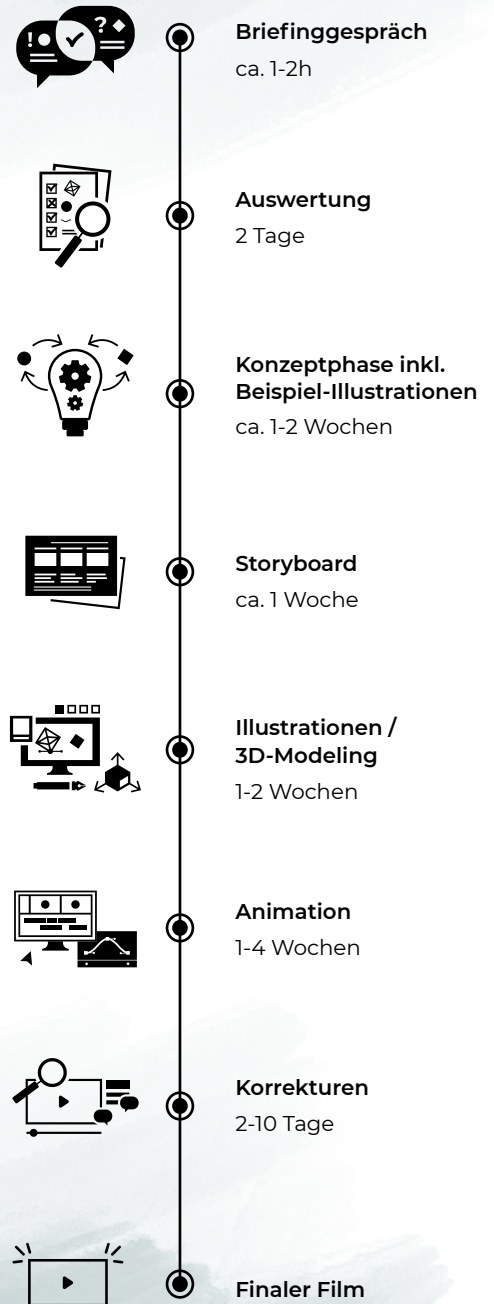 Briefinggespräch
ca. 1-2h
Auswertung
2 Tage
Konzeptphase inkl.
Beispiel-Illustrationen
ca. 1-2 Wochen
Storyboard
ca. 1 Woche
Illustrationen /
3D-Modeling
1-2 Wochen
Animation
1-4 Wochen
Korrekturen
2-10 Tage
Finaler Film